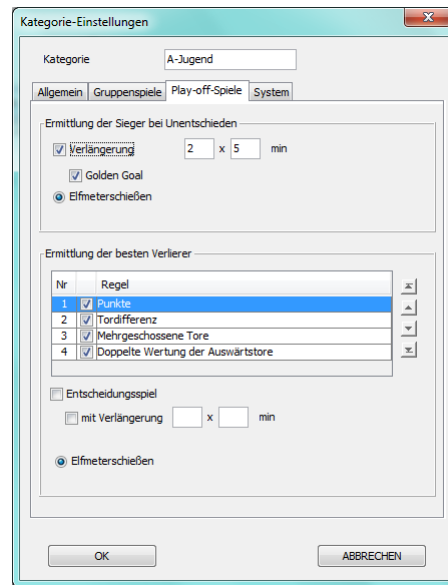 Kategorie-Einstellungen
Kategorie A-Jugend
Allgemein Gruppenspiele Play-off-Spiele System
Ermittlung der Sieger bei Unentschieden
Verlängerung 2 x 5 min
Golden Goal
Elfmeterschießen
Ermittlung der besten Verlierer
Nr Regel
1 Punkte
2 Tordifferenz
3 Mehrgeschossene Tore
4 Doppelte Wertung der Auswärtstore
Entscheidungsspiel
mit Verlängerung x min
Elfmeterschießen
OK ABBRECHEN